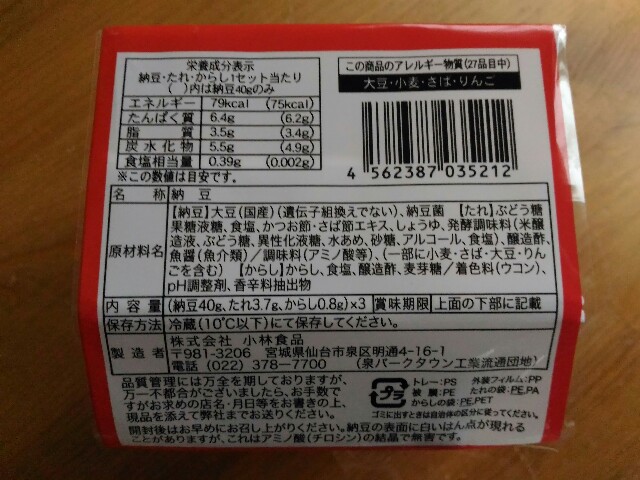 栄養成分表示
納豆・たれ・からし1セット当たり
( )内は納豆40gのみ
エネルギー 79kcal (75kcal)
たんぱく質 6.4g (6.2g)
脂質 3.5g (3.4g)
炭水化物 5.5g (4.9g)
食塩相当量 0.39g (0.002g)
※この数値は目安です。
この商品のアレルギー物質(27品目中)
大豆・小麦・さば・りんご
4 562387 035212
名称 納豆
原材料名
【納豆】大豆(国産)(遺伝子組換えでない)、納豆菌 【たれ】ぶどう糖
果糖液糖、食塩、かつお節・さば節エキス、しょうゆ、発酵調味料(米醸
造液、ぶどう糖、異性化液糖、水あめ、砂糖、アルコール、食塩)、醸造酢、
魚醤(魚介類)/調味料(アミノ酸等)、(一部に小麦・さば・大豆・りん
ごを含む) 【からし】からし、食塩、醸造酢、麦芽糖/着色料(ウコン)、
pH調整剤、香辛料抽出物
内容量 (納豆40g、たれ3.7g、からし0.8g)×3 賞味期限 上面の下部に記載
保存方法 冷蔵(10℃以下)にて保存してください。
製造者 株式会社 小林食品
〒981-3206 宮城県仙台市泉区明通4-16-1
電話 (022) 378-7700 (泉パークタウン工業流通団地)
品質管理には万全を期しておりますが、
万一不都合がございましたら、お手数で
すがお求めの店名・月日等をお書きの上、
現品を添えて弊社までお送りください。
プラ
トレー:PS 外装フィルム:PP
被膜:PE たれの袋:PE,PA
からしの袋:PE,PET
ゴミに出すときは自治体の区分に従ってください。
開封後はお早めにお召し上がりください。納豆の表面に白いはん点が現れる
ことがありますが、これはアミノ酸(チロシン)の結晶で無害です。